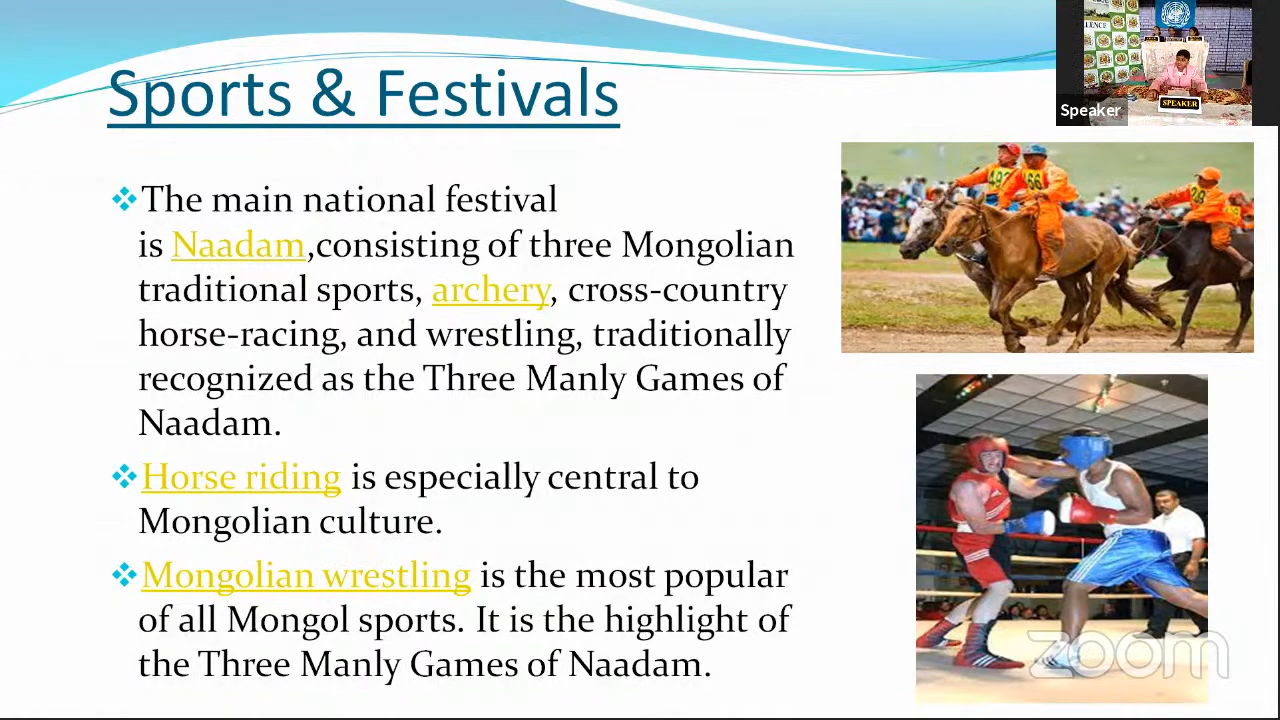 Sports & Festivals
Speaker
SPEAKER
The main national festival
is Naadam,consisting of three Mongolian
traditional sports, archery, cross-country
horse-racing, and wrestling, traditionally
recognized as the Three Manly Games of
Naadam.
Horse riding is especially central to
Mongolian culture.
Mongolian wrestling is the most popular
of all Mongol sports. It is the highlight of
the Three Manly Games of Naadam.
zoom